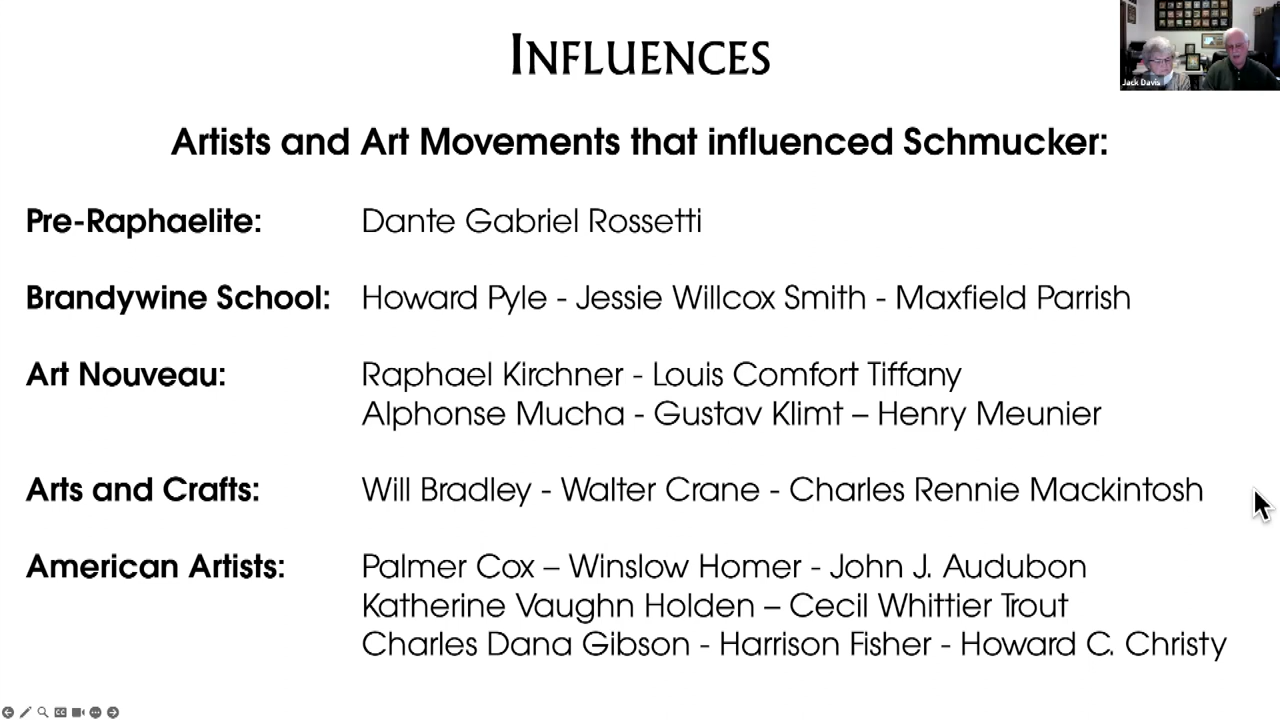 INFLUENCES
Jack Davis
Artists and Art Movements that influenced Schmucker:
Pre-Raphaelite: Dante Gabriel Rossetti
Brandywine School: Howard Pyle - Jessie Willcox Smith - Maxfield Parrish
Art Nouveau: Raphael Kirchner - Louis Comfort Tiffany
Alphonse Mucha - Gustav Klimt – Henry Meunier
Arts and Crafts: Will Bradley - Walter Crane - Charles Rennie Mackintosh
American Artists: Palmer Cox – Winslow Homer - John J. Audubon
Katherine Vaughn Holden – Cecil Whittier Trout
Charles Dana Gibson - Harrison Fisher - Howard C. Christy